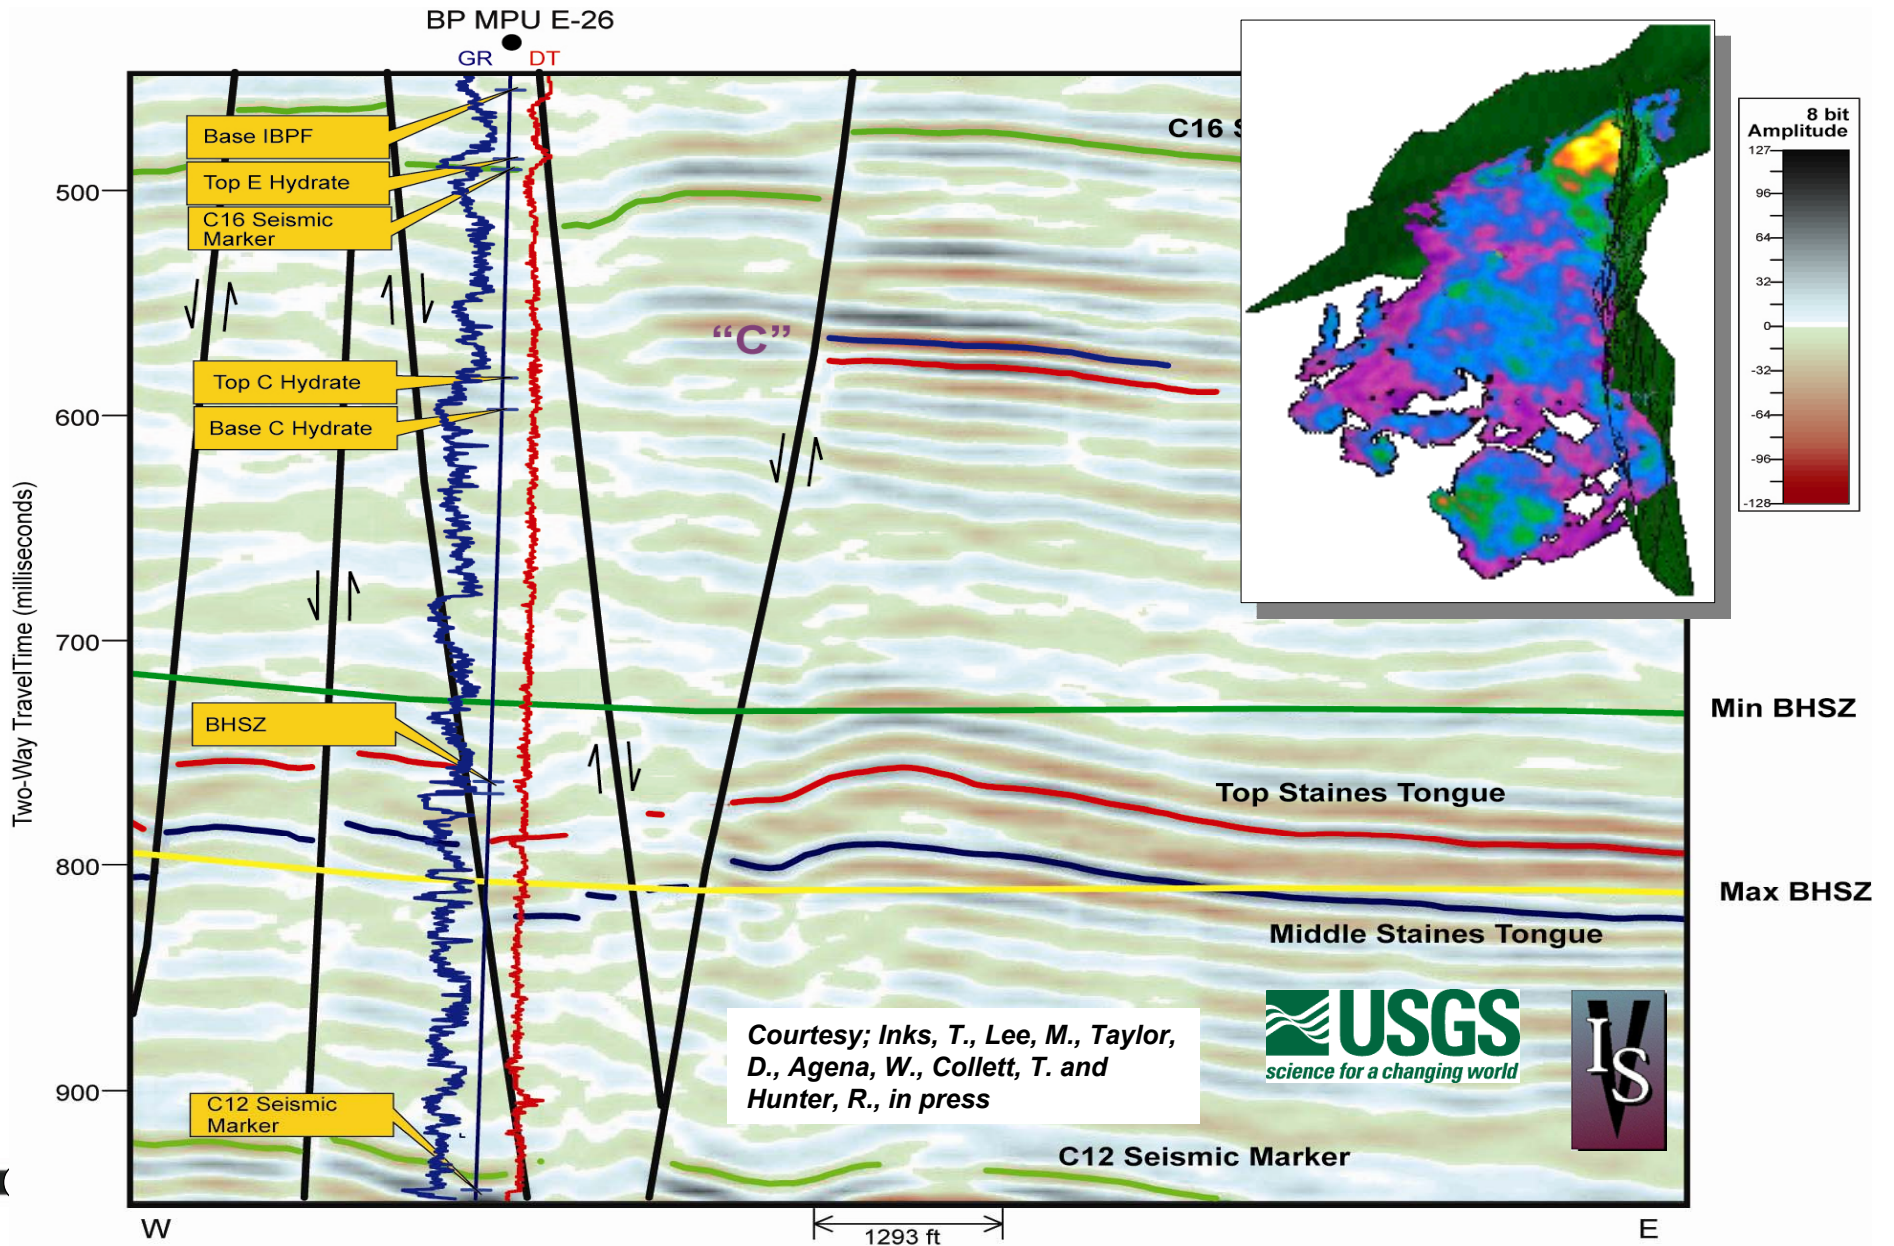 BP MPU E-26
GR DT
Base IBPF
Top E Hydrate
C16 Seismic
Marker
C16
500
"C"
Top C Hydrate
Base C Hydrate
600
Two-Way TravelTime (milliseconds)
700
BHSZ
Min BHSZ
Top Staines Tongue
800
Max BHSZ
Middle Staines Tongue
900
C12 Seismic
Marker
C12 Seismic Marker
Courtesy; Inks, T., Lee, M., Taylor,
D., Agena, W., Collett, T. and
Hunter, R., in press
USGS
science for a changing world
IS
W
1293 ft
E
8 bit
Amplitude
127
96
64
32
0
-32
-64
-96
-128